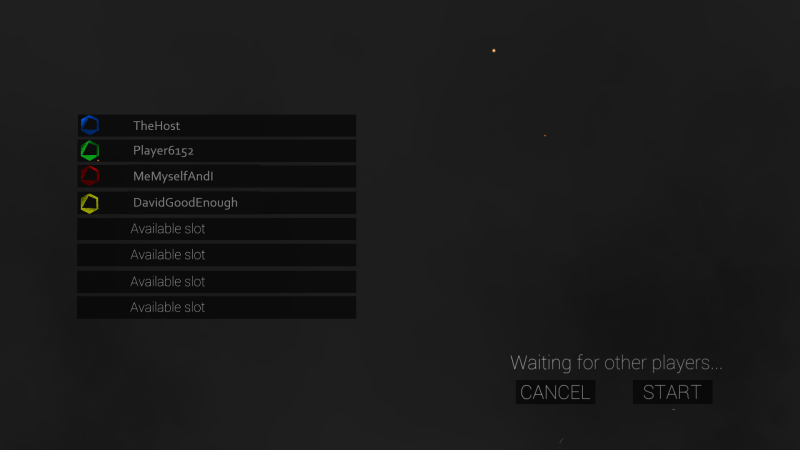 TheHost
Player6152
MeMyselfAndI
DavidGoodEnough
Available slot
Available slot
Available slot
Available slot
Waiting for other players...
CANCEL START